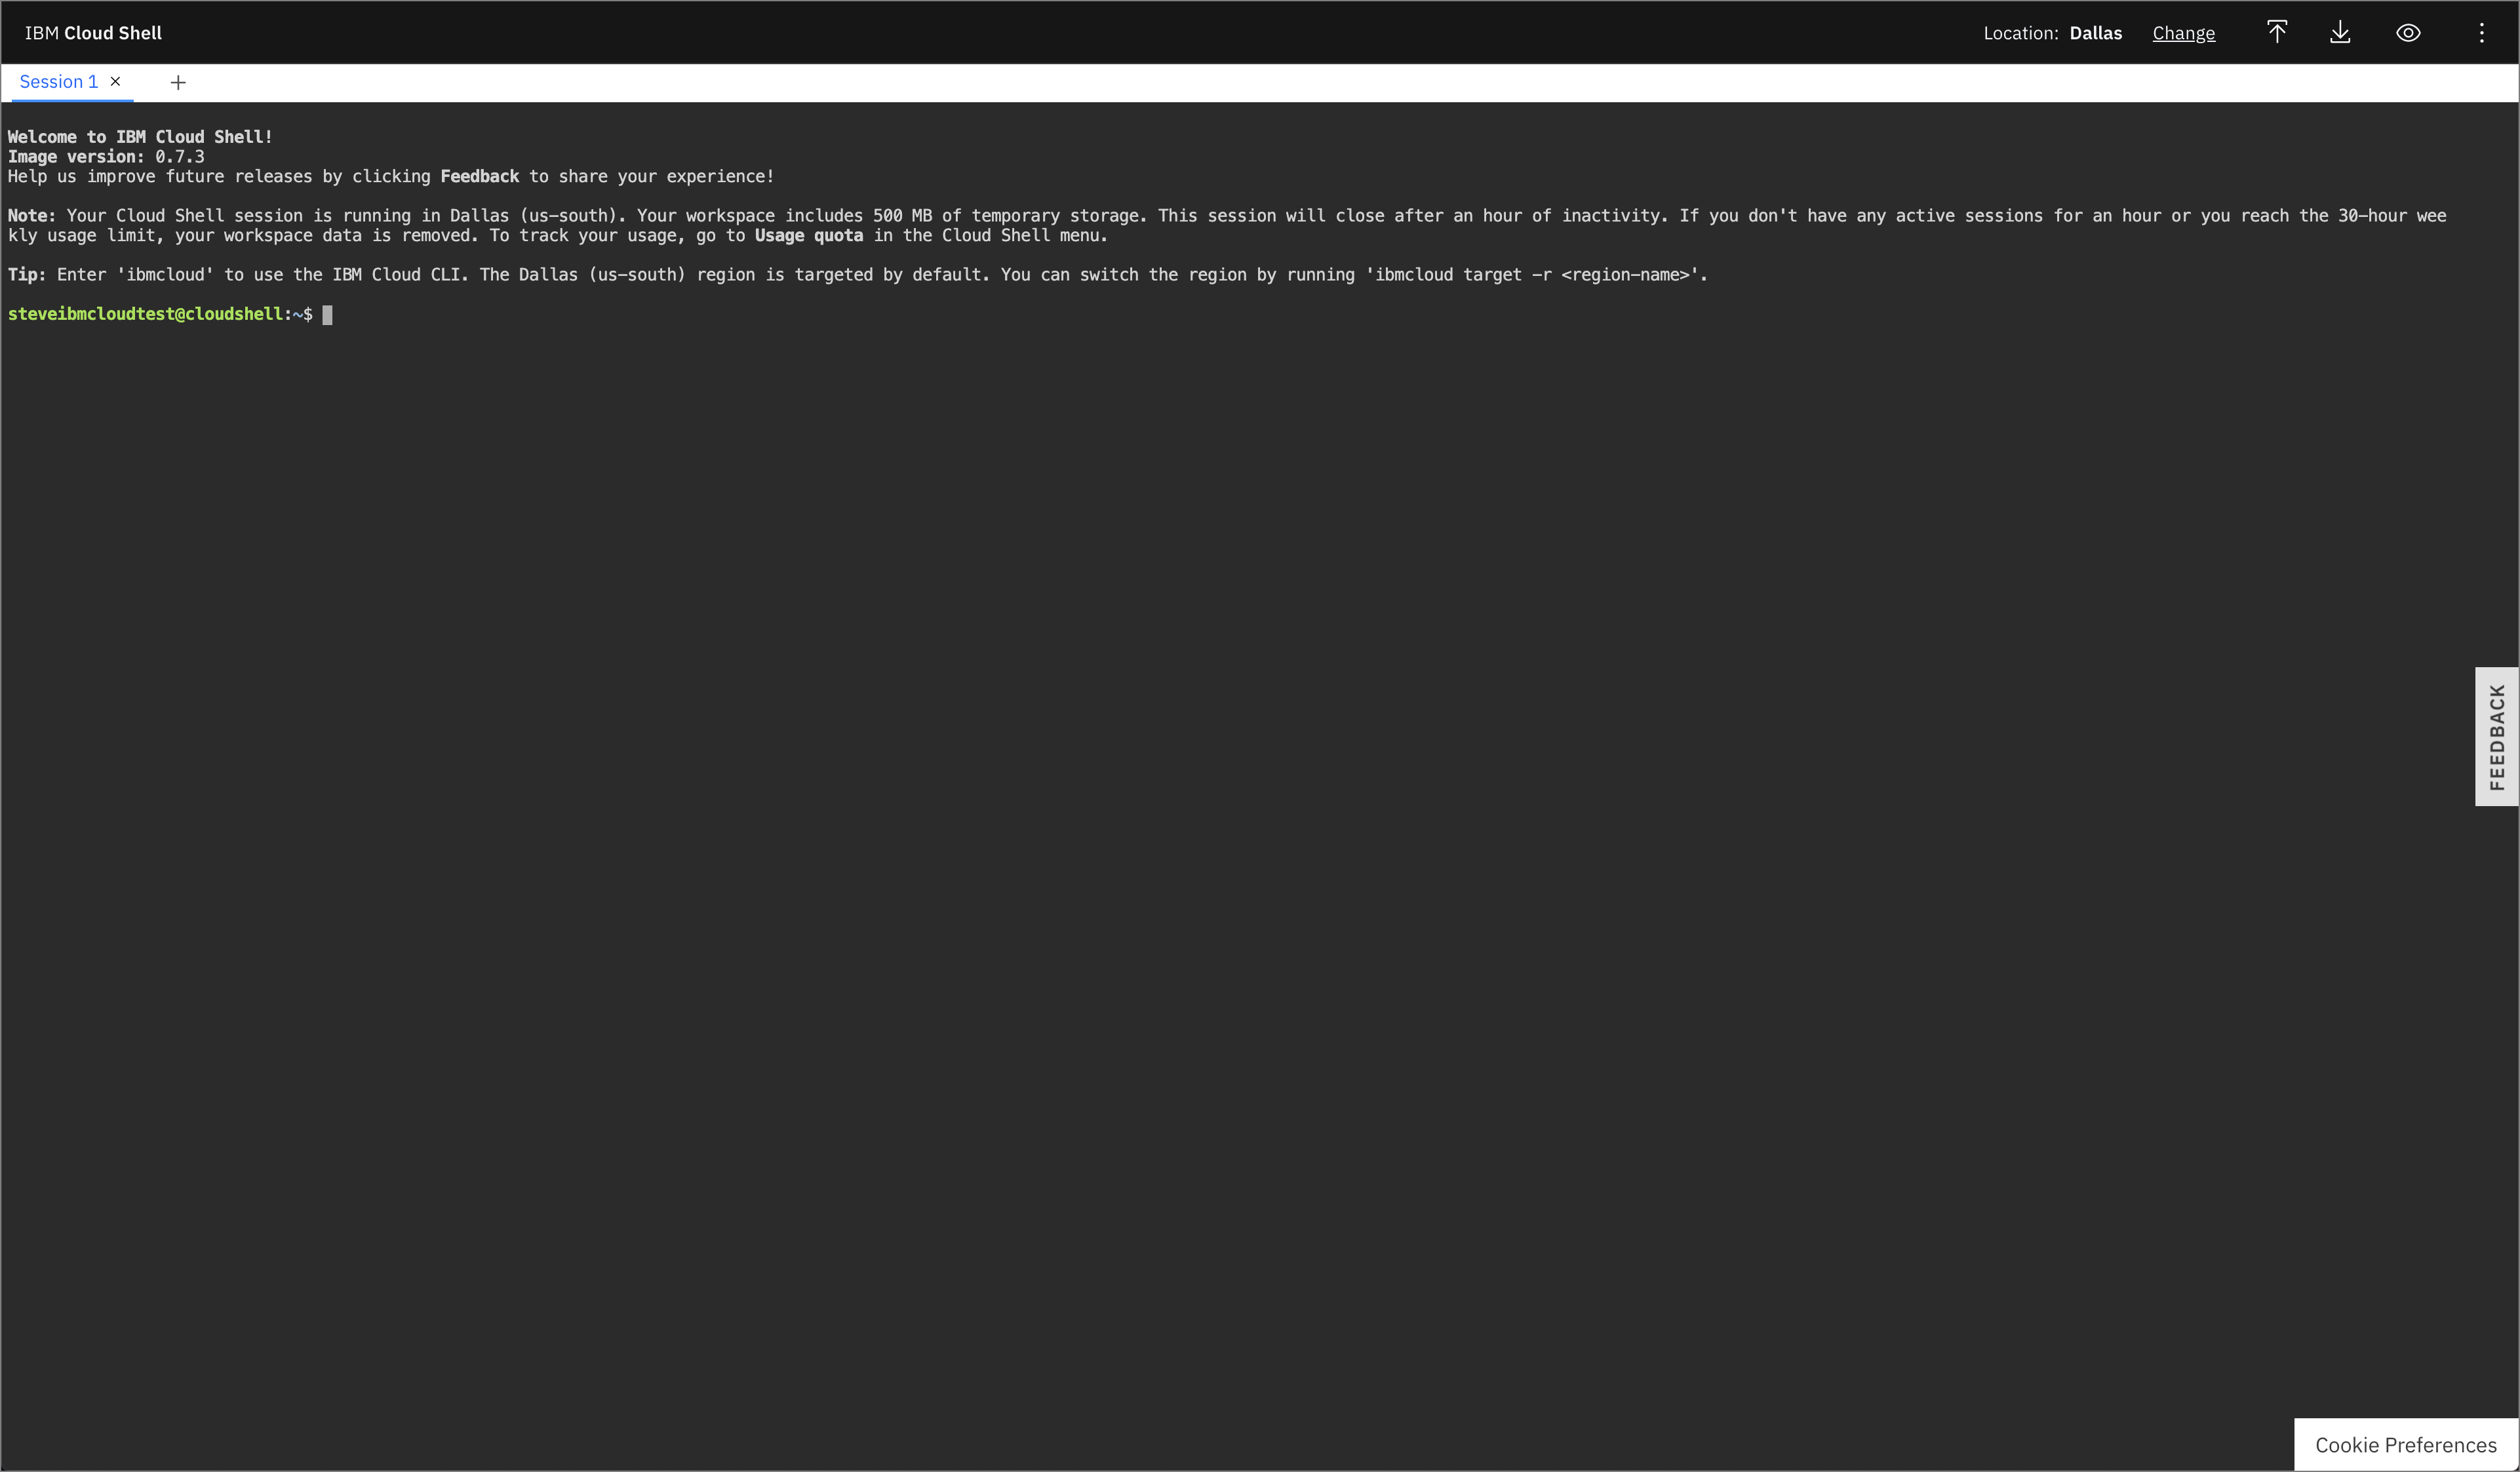 IBM Cloud Shell
Location: Dallas Change
Session 1
Welcome to IBM Cloud Shell!
Image version: 0.7.3
Help us improve future releases by clicking Feedback to share your experience!
Note: Your Cloud Shell session is running in Dallas (us-south). Your workspace includes 500 MB of temporary storage. This session will close after an hour of inactivity. If you don't have any active sessions for an hour or you reach the 30-hour wee
kly usage limit, your workspace data is removed. To track your usage, go to Usage quota in the Cloud Shell menu.
Tip: Enter 'ibmcloud' to use the IBM Cloud CLI. The Dallas (us-south) region is targeted by default. You can switch the region by running 'ibmcloud target -r <region-name>'.
steveibmcloudtest@cloudshell:~$
FEEDBACK
Cookie Preferences